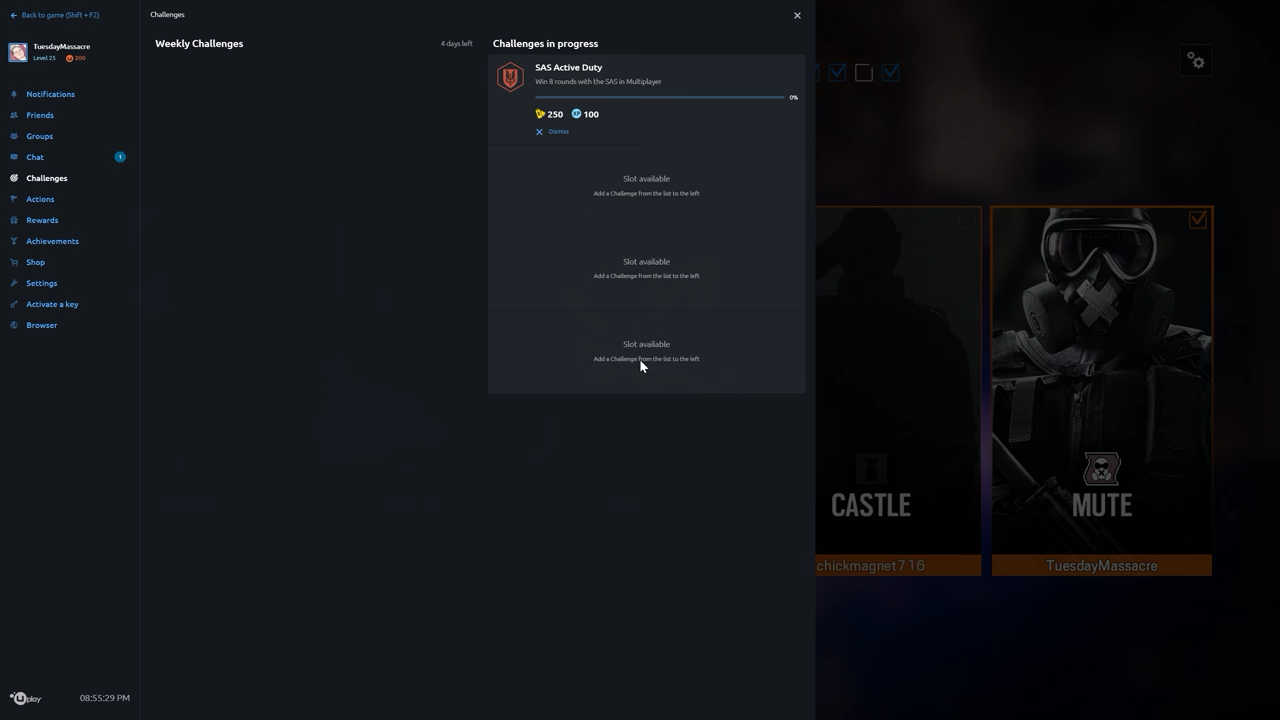 Back to game (Shift + F2)
TuesdayMassacre
Level 25 200
Notifications
Friends
Groups
Chat 1
Challenges
Actions
Rewards
Achievements
Shop
Settings
Activate a key
Browser
uplay 08:55:29 PM
Challenges
Weekly Challenges 4 days left
Challenges in progress
SAS Active Duty
Win 8 rounds with the SAS in Multiplayer
0%
250 XP 100
Dismiss
Slot available
Add a Challenge from the list to the left
Slot available
Add a Challenge from the list to the left
Slot available
Add a Challenge from the list to the left
CASTLE
chickmagnet716
MUTE
TuesdayMassacre